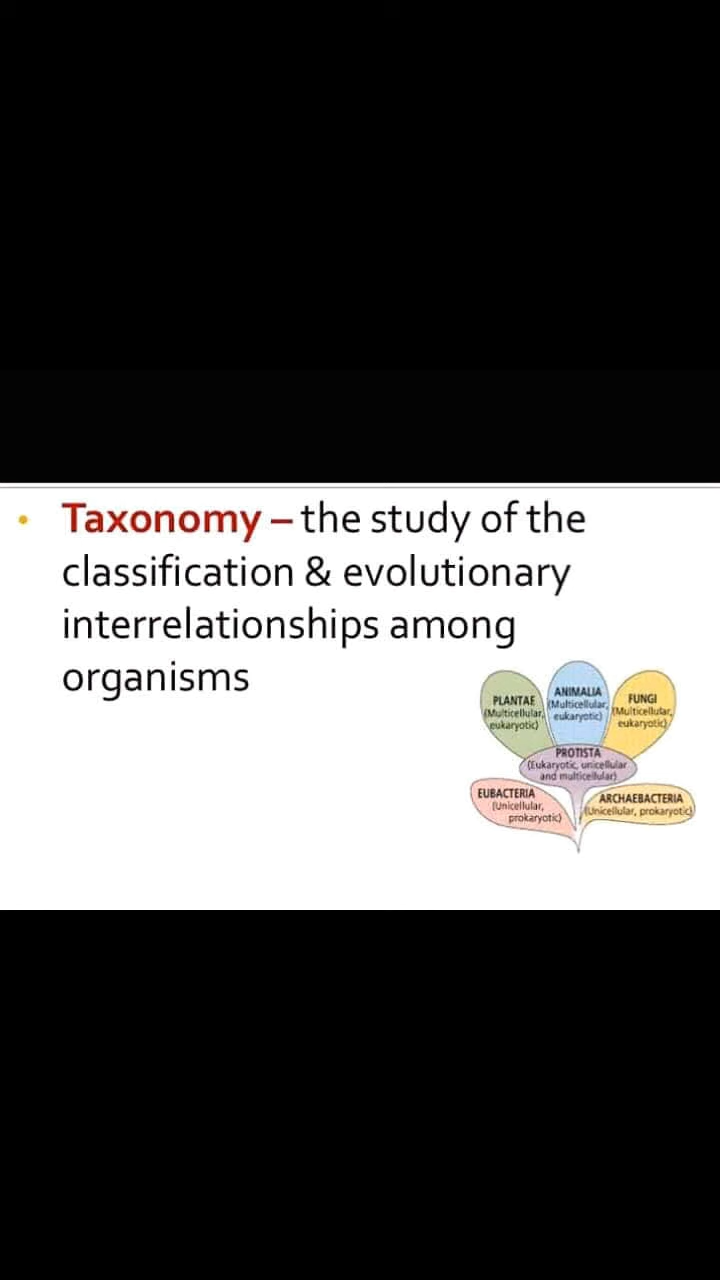 • Taxonomy – the study of the
classification & evolutionary
interrelationships among
organisms
PLANTAE
(Multicellular,
eukaryotic)
ANIMALIA
(Multicellular,
eukaryotic)
FUNGI
(Multicellular,
eukaryotic)
PROTISTA
(Eukaryotic, unicellular
and multicellular)
EUBACTERIA
(Unicellular,
prokaryotic)
ARCHAEBACTERIA
(Unicellular, prokaryotic)